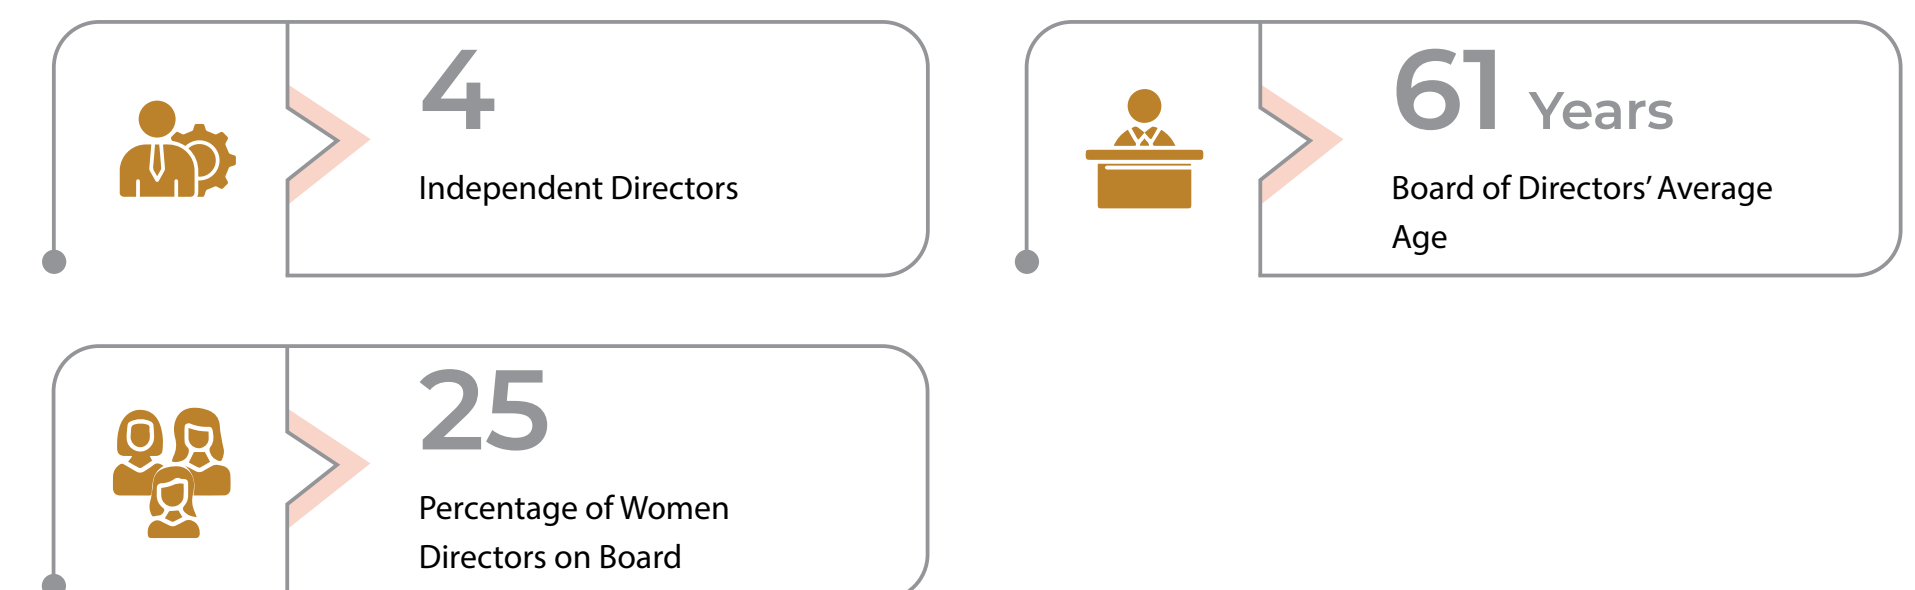 4
Independent Directors
61 Years
Board of Directors’ Average
Age
25
Percentage of Women
Directors on Board